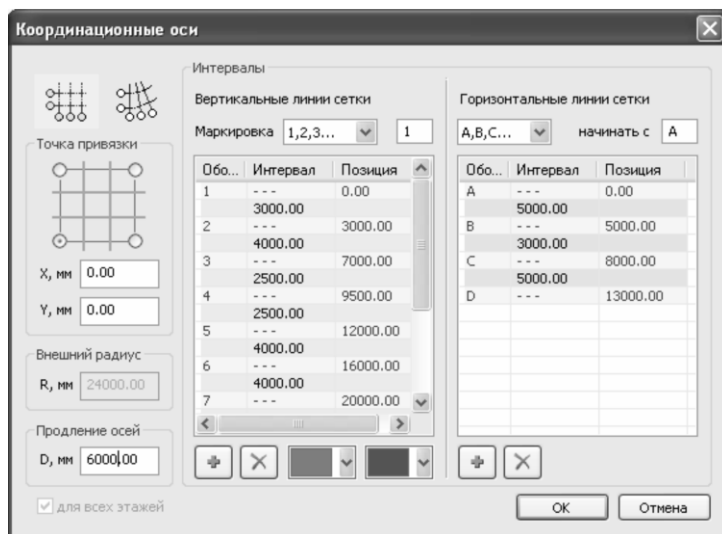 Координационные оси
Интервалы
Вертикальные линии сетки
Маркировка 1,2,3... 1
Обо... Интервал Позиция
1 - - - 0.00
3000.00
2 - - - 3000.00
4000.00
3 - - - 7000.00
2500.00
4 - - - 9500.00
2500.00
5 - - - 12000.00
4000.00
6 - - - 16000.00
4000.00
7 - - - 20000.00
Горизонтальные линии сетки
A,B,C... начинать с A
Обо... Интервал Позиция
A - - - 0.00
5000.00
B - - - 5000.00
3000.00
C - - - 8000.00
5000.00
D - - - 13000.00
Точка привязки
X, мм 0.00
Y, мм 0.00
Внешний радиус
R, мм 24000.00
Продление осей
D, мм 6000.00
для всех этажей
OK Отмена